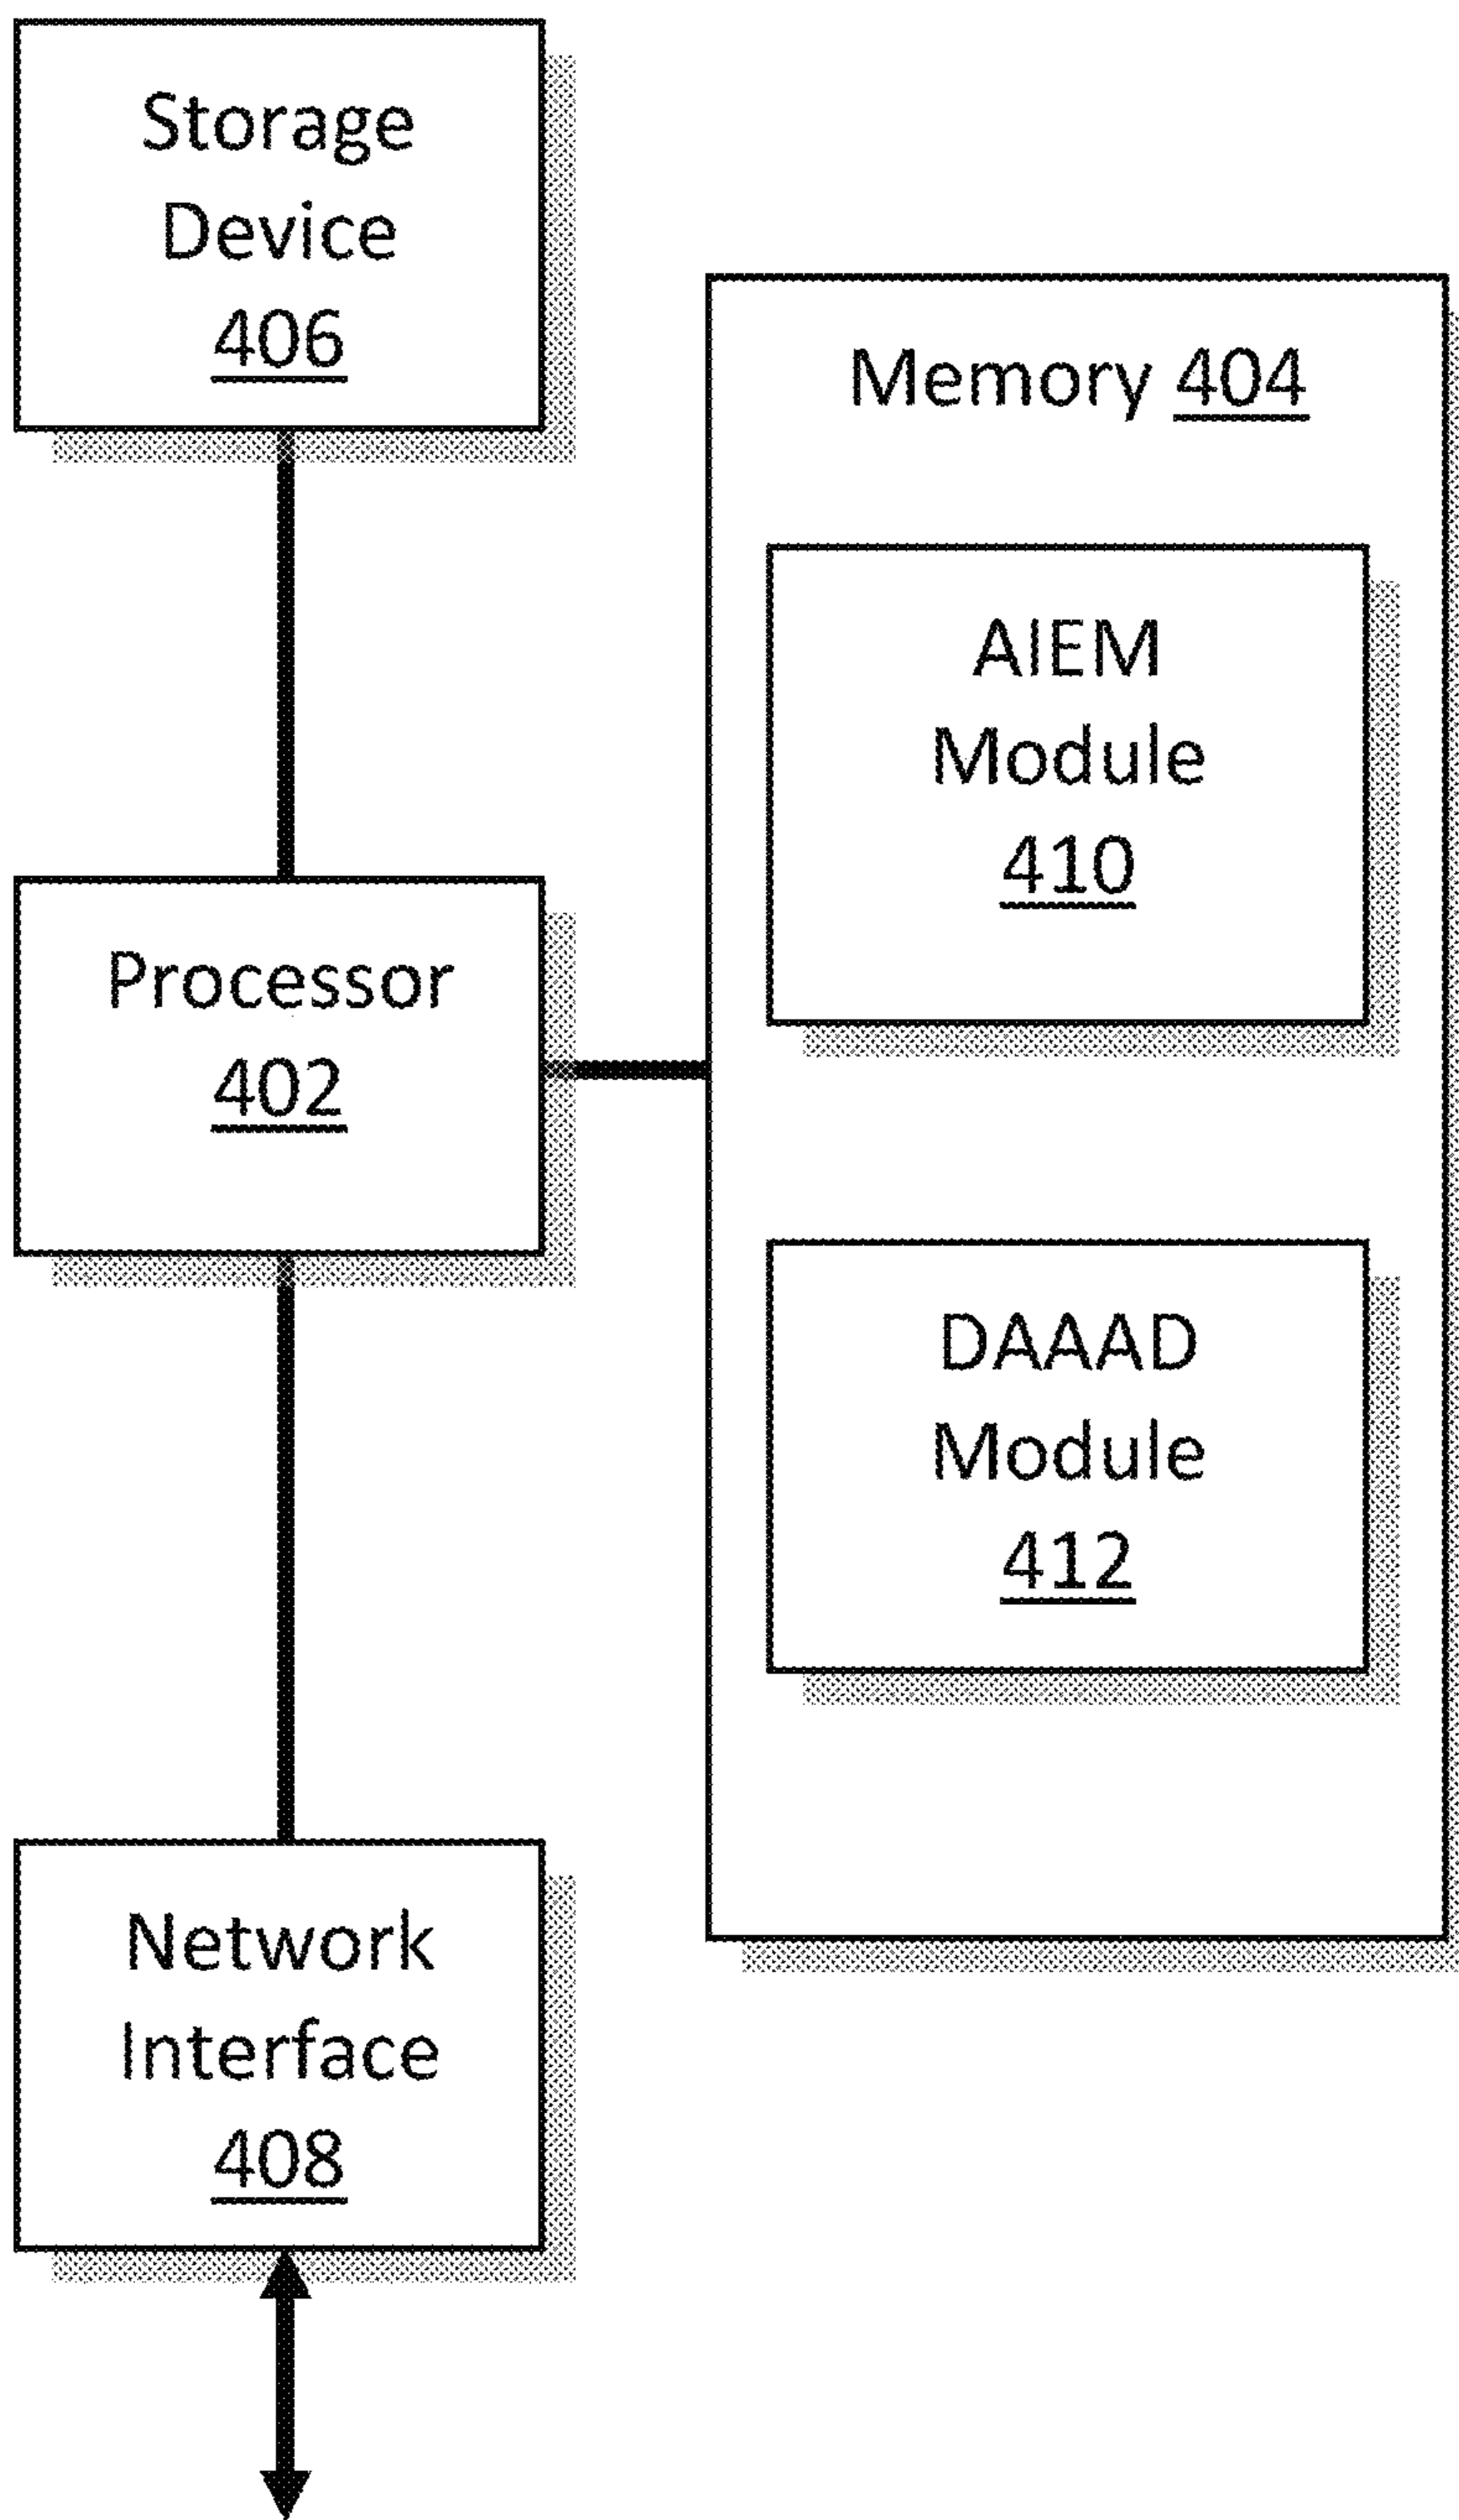 Storage
Device
406
Memory 404
AIEM
Module
410
Processor
402
DAAAD
Module
412
Network
Interface
408